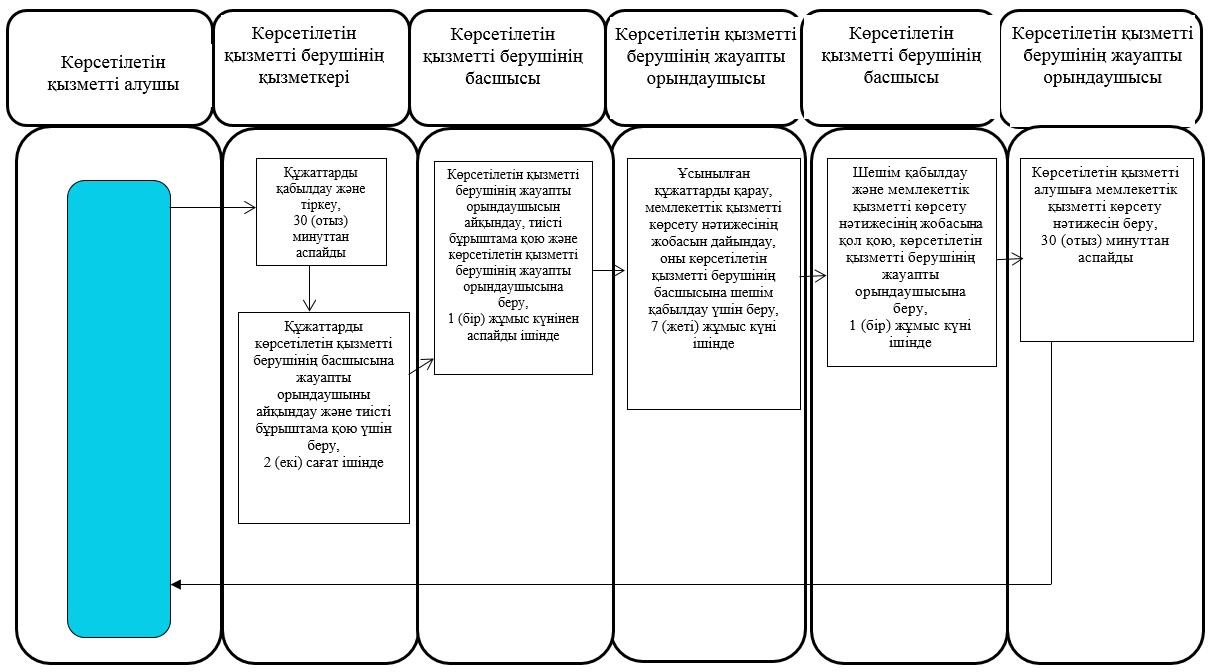 Көрсетілетін
қызметті алушы
Көрсетілетін
қызметті берушінің
қызметкері
Көрсетілетін
қызметті берушінің
басшысы
Көрсетілетін қызметті
берушінің жауапты
орындаушысы
Көрсетілетін
қызметті берушінің
басшысы
Көрсетілетін қызметті
берушінің жауапты
орындаушысы
Құжаттарды
қабылдау және
тіркеу,
30 (отыз)
минуттан
аспайды
Құжаттарды
көрсетілетін қызметті
берушінің басшысына
жауапты
орындаушыны
айқындау және тиісті
бұрыштама қою үшін
беру,
2 (екі) сағат ішінде
Көрсетілетін қызметті
берушінің жауапты
орындаушысын
айқындау, тиісті
бұрыштама қою және
көрсетілетін қызметті
берушінің жауапты
орындаушысына
беру,
1 (бір) жұмыс күнінен
аспайды ішінде
Ұсынылған
құжаттарды қарау,
мемлекеттік қызметті
көрсету нәтижесінің
жобасын дайындау,
оны көрсетілетін
қызметті берушінің
басшысына шешім
қабылдау үшін беру,
7 (жеті) жұмыс күні
ішінде
Шешім қабылдау
және мемлекеттік
қызметті көрсету
нәтижесінің жобасына
қол қою, көрсетілетін
қызметті берушінің
жауапты
орындаушысына
беру,
1 (бір) жұмыс күні
ішінде
Көрсетілетін қызметті
алушыға мемлекеттік
қызметті көрсету
нәтижесін беру,
30 (отыз) минуттан
аспайды